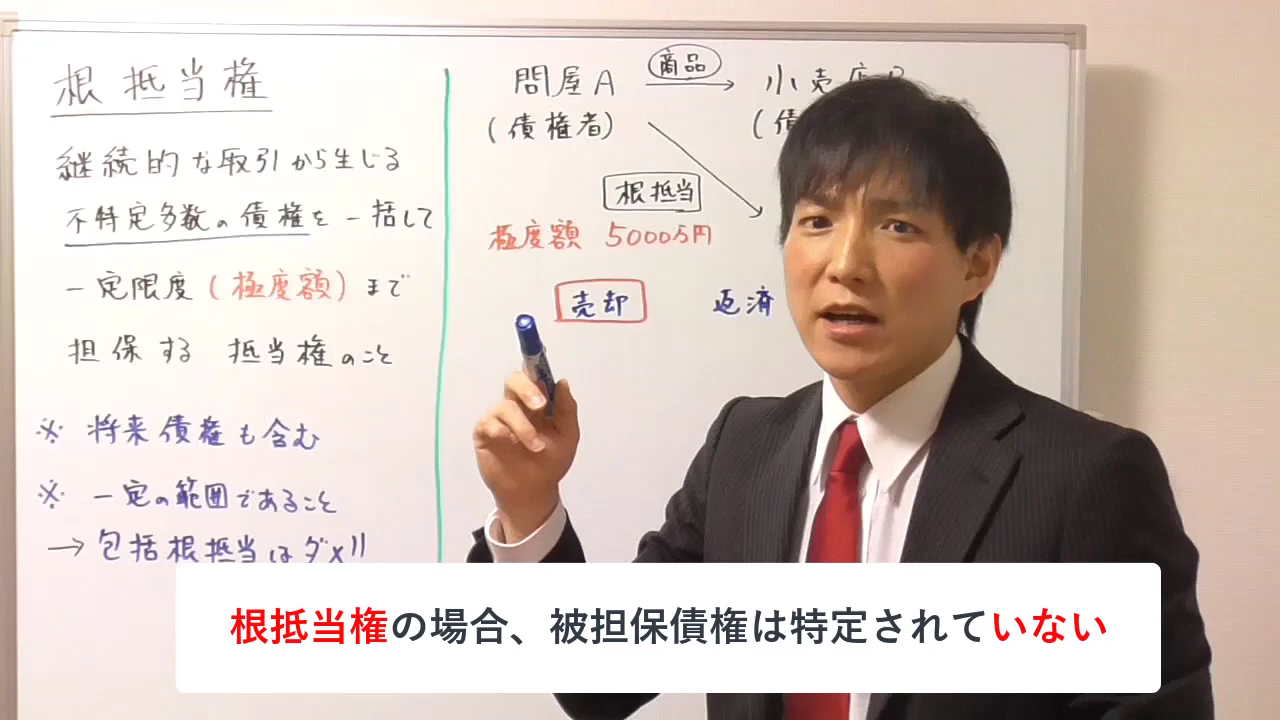 根抵当権
継続的な取引から生じる
不特定多数の債権を一括して
一定限度(極度額)まで
担保する 抵当権のこと
※ 将来債権も含む
※ 一定の範囲であること
→ 包括根抵当はダメ!!
問屋A
商品
小売店B
(債権者)
(債
根抵当
極度額 5000万円
売却
返済
根抵当権の場合、被担保債権は特定されていない